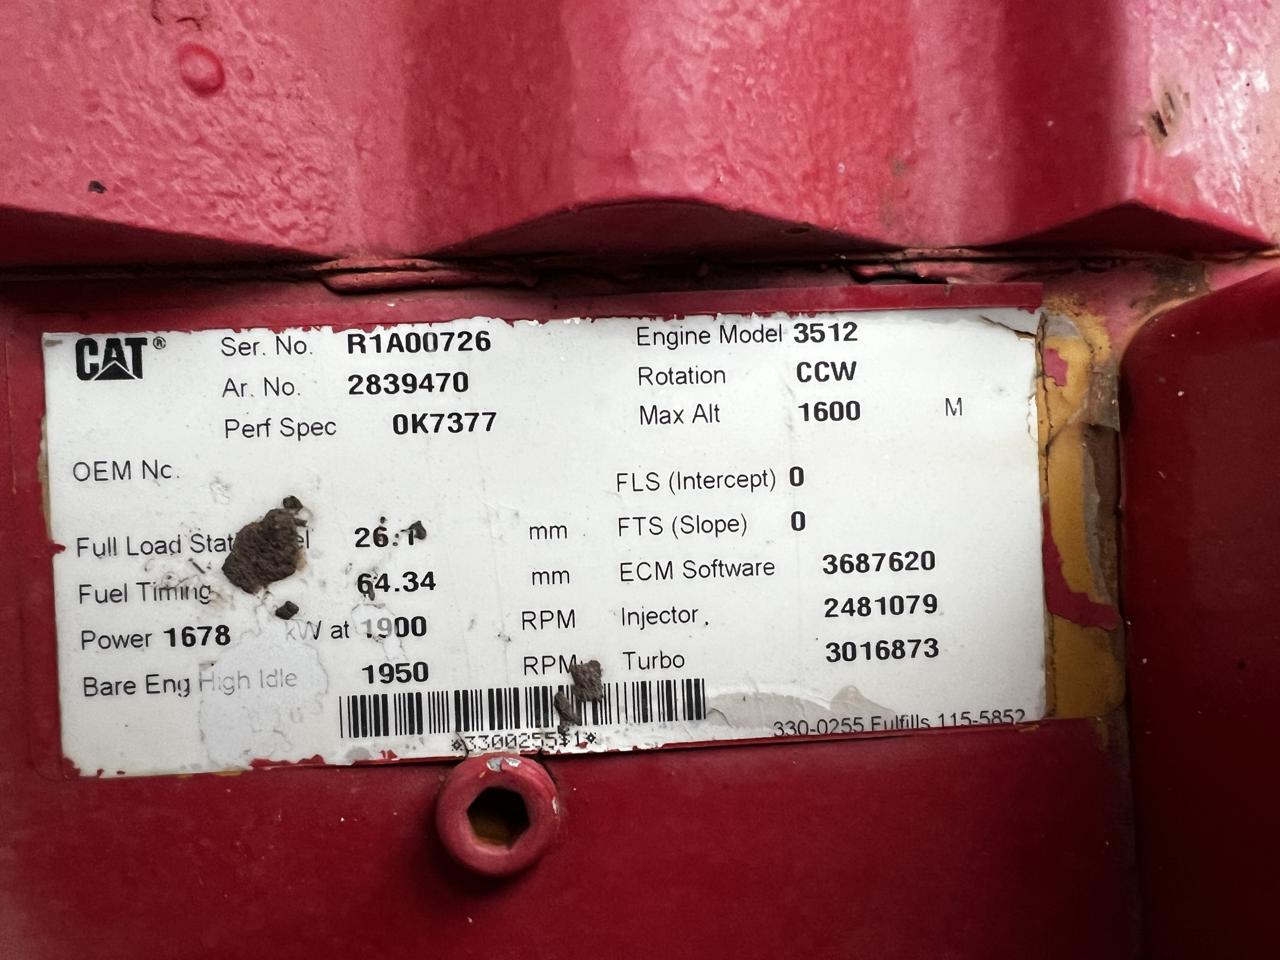 CAT®
Ser. No. R1A00726 Engine Model 3512
Ar. No. 2839470 Rotation CCW
Perf Spec 0K7377 Max Alt 1600 M
OEM No.
FLS (Intercept) 0
Full Load mm FTS (Slope) 0
Fuel Timing 64.34 mm ECM Software 3687620
Power 1678 kW at 1900 RPM Injector 2481079
Bare Eng High Idle 1950 RPM Turbo 3016873
330-0255 Fulfills 115-5852